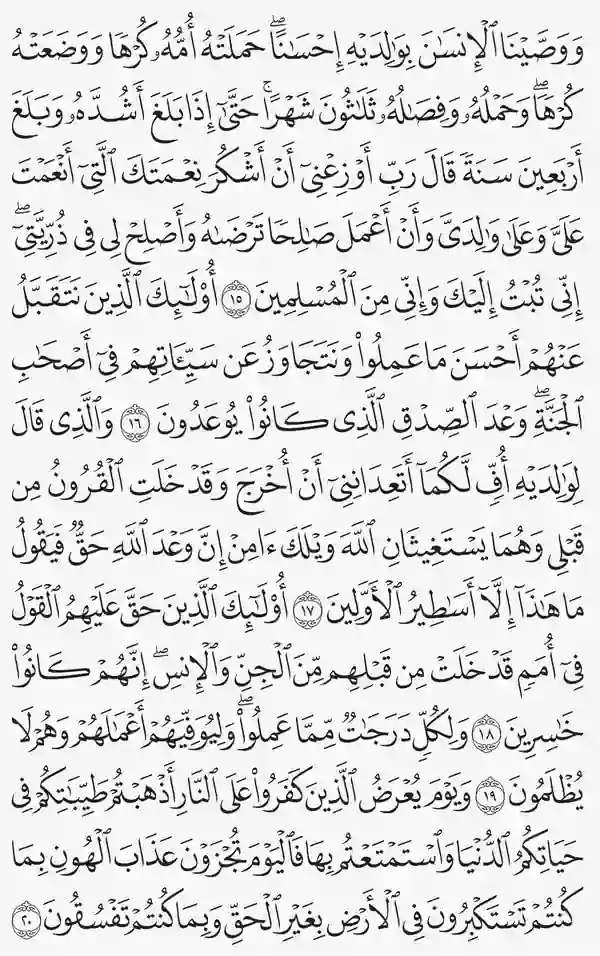 وَوَصَّيْنَا ٱلْإِنسَٰنَ بِوَٰلِدَيْهِ إِحْسَٰنًاۖ حَمَلَتْهُ أُمُّهُۥ كُرْهًا وَوَضَعَتْهُ
كُرْهًاۖ وَحَمْلُهُۥ وَفِصَٰلُهُۥ ثَلَٰثُونَ شَهْرًاۚ حَتَّىٰٓ إِذَا بَلَغَ أَشُدَّهُۥ وَبَلَغَ
أَرْبَعِينَ سَنَةً قَالَ رَبِّ أَوْزِعْنِىٓ أَنْ أَشْكُرَ نِعْمَتَكَ ٱلَّتِىٓ أَنْعَمْتَ
عَلَىَّ وَعَلَىٰ وَٰلِدَىَّ وَأَنْ أَعْمَلَ صَٰلِحًا تَرْضَىٰهُ وَأَصْلِحْ لِى فِى ذُرِّيَّتِىٓۖ
إِنِّى تُبْتُ إِلَيْكَ وَإِنِّى مِنَ ٱلْمُسْلِمِينَ ١٥ أُو۟لَٰٓئِكَ ٱلَّذِينَ نَتَقَبَّلُ
عَنْهُمْ أَحْسَنَ مَا عَمِلُوا۟ وَنَتَجَاوَزُ عَن سَيِّـَٔاتِهِمْ فِىٓ أَصْحَٰبِ
ٱلْجَنَّةِۖ وَعْدَ ٱلصِّدْقِ ٱلَّذِى كَانُوا۟ يُوعَدُونَ ١٦ وَٱلَّذِى قَالَ
لِوَٰلِدَيْهِ أُفٍّ لَّكُمَآ أَتَعِدَانِنِىٓ أَنْ أُخْرَجَ وَقَدْ خَلَتِ ٱلْقُرُونُ مِن
قَبْلِى وَهُمَا يَسْتَغِيثَانِ ٱللَّهَ وَيْلَكَ ءَامِنْ إِنَّ وَعْدَ ٱللَّهِ حَقٌّ فَيَقُولُ
مَا هَٰذَآ إِلَّآ أَسَٰطِيرُ ٱلْأَوَّلِينَ ١٧ أُو۟لَٰٓئِكَ ٱلَّذِينَ حَقَّ عَلَيْهِمُ ٱلْقَوْلُ
فِىٓ أُمَمٍ قَدْ خَلَتْ مِن قَبْلِهِم مِّنَ ٱلْجِنِّ وَٱلْإِنسِۖ إِنَّهُمْ كَانُوا۟
خَٰسِرِينَ ١٨ وَلِكُلٍّ دَرَجَٰتٌ مِّمَّا عَمِلُوا۟ۖ وَلِيُوَفِّيَهُمْ أَعْمَٰلَهُمْ وَهُمْ لَا
يُظْلَمُونَ ١٩ وَيَوْمَ يُعْرَضُ ٱلَّذِينَ كَفَرُوا۟ عَلَى ٱلنَّارِ أَذْهَبْتُمْ طَيِّبَٰتِكُمْ فِى
حَيَاتِكُمُ ٱلدُّنْيَا وَٱسْتَمْتَعْتُم بِهَا فَٱلْيَوْمَ تُجْزَوْنَ عَذَابَ ٱلْهُونِ بِمَا
كُنتُمْ تَسْتَكْبِرُونَ فِى ٱلْأَرْضِ بِغَيْرِ ٱلْحَقِّ وَبِمَا كُنتُمْ تَفْسُقُونَ ٢٠